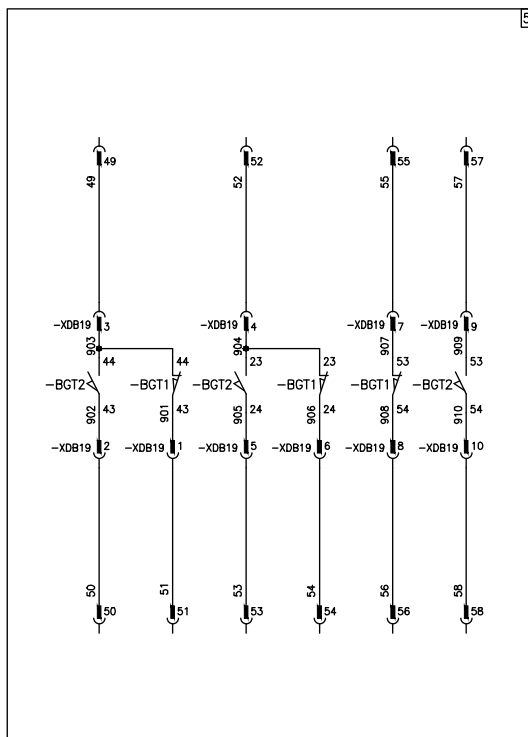 5
49 52 55 57
49 52 55 57
-XDB19 3 -XDB19 4 -XDB19 7 -XDB19 9
903 904 907 909
44 44 23 23 53 53
-BGT2 -BGT1 -BGT2 -BGT1 -BGT1 -BGT2
902 43 901 43 905 24 906 24 908 54 910 54
-XDB19 2 -XDB19 1 -XDB19 5 -XDB19 6 -XDB19 8 -XDB19 10
50 51 53 54 56 58
50 51 53 54 56 58